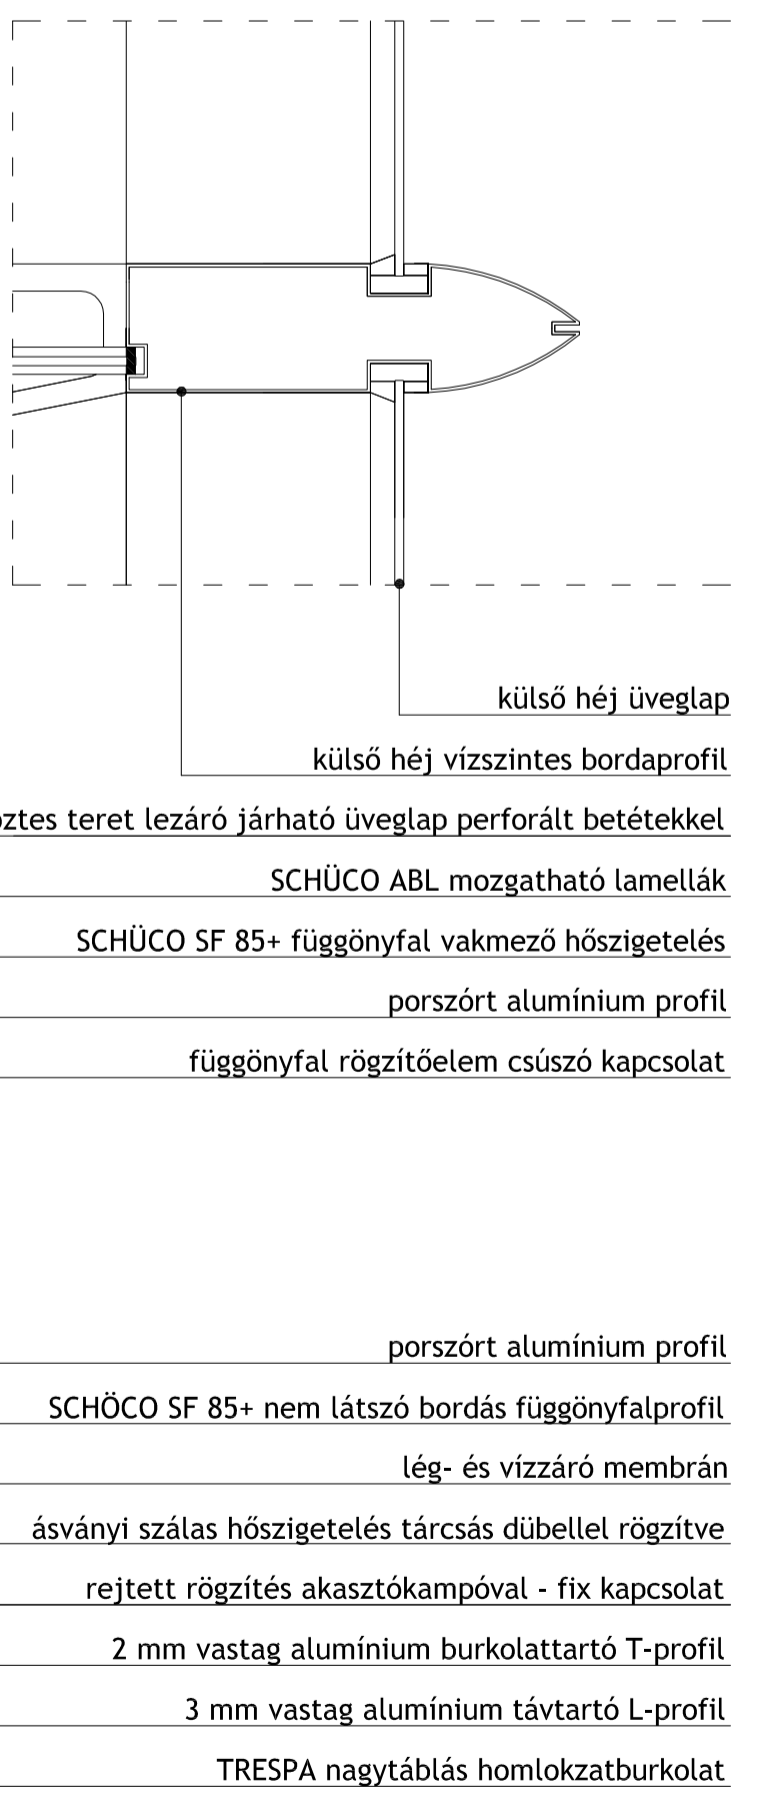 külső héj üveglap
külső héj vízszintes bordaprofil
teret lezáró járható üveglap perforált betétekkel
SCHÜCO ABL mozgatható lamellák
SCHÜCO SF 85+ függönyfal vakmező hőszigetelés
porszórt alumínium profil
függönyfal rögzítőelem csúszó kapcsolat
porszórt alumínium profil
SCHÖCO SF 85+ nem látszó bordás függönyfalprofil
lég- és vízzáró membrán
ásványi szálas hőszigetelés tárcsás dübellel rögzítve
rejtett rögzítés akasztókampóval - fix kapcsolat
2 mm vastag alumínium burkolattartó T-profil
3 mm vastag alumínium távtartó L-profil
TRESPA nagytáblás homlokzatburkolat